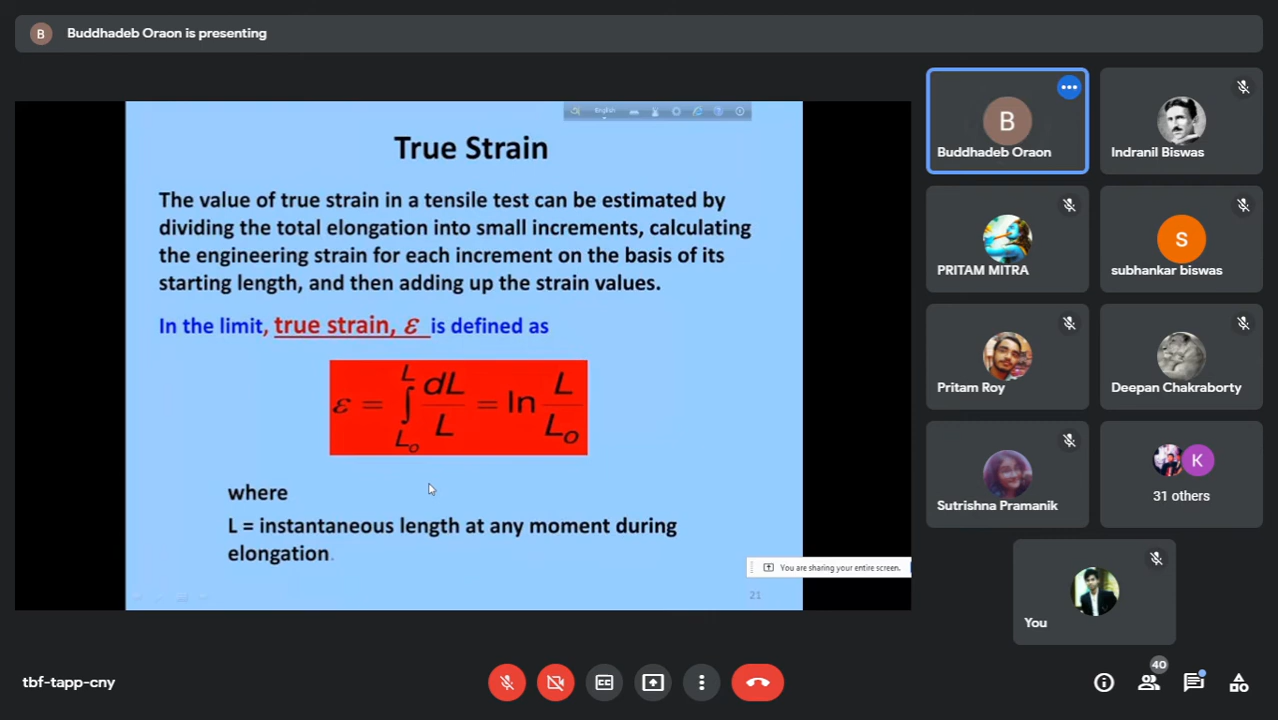 B Buddhadeb Oraon is presenting
English
True Strain
The value of true strain in a tensile test can be estimated by
dividing the total elongation into small increments, calculating
the engineering strain for each increment on the basis of its
starting length, and then adding up the strain values.
In the limit, true strain, ε is defined as
ε = ∫ L Lo dL/L = ln L/Lo
where
L = instantaneous length at any moment during
elongation.
You are sharing your entire screen.
21
B
Buddhadeb Oraon
Indranil Biswas
PRITAM MITRA
S
subhankar biswas
Pritam Roy
Deepan Chakraborty
Sutrishna Pramanik
K
31 others
You
tbf-tapp-cny
CC
40